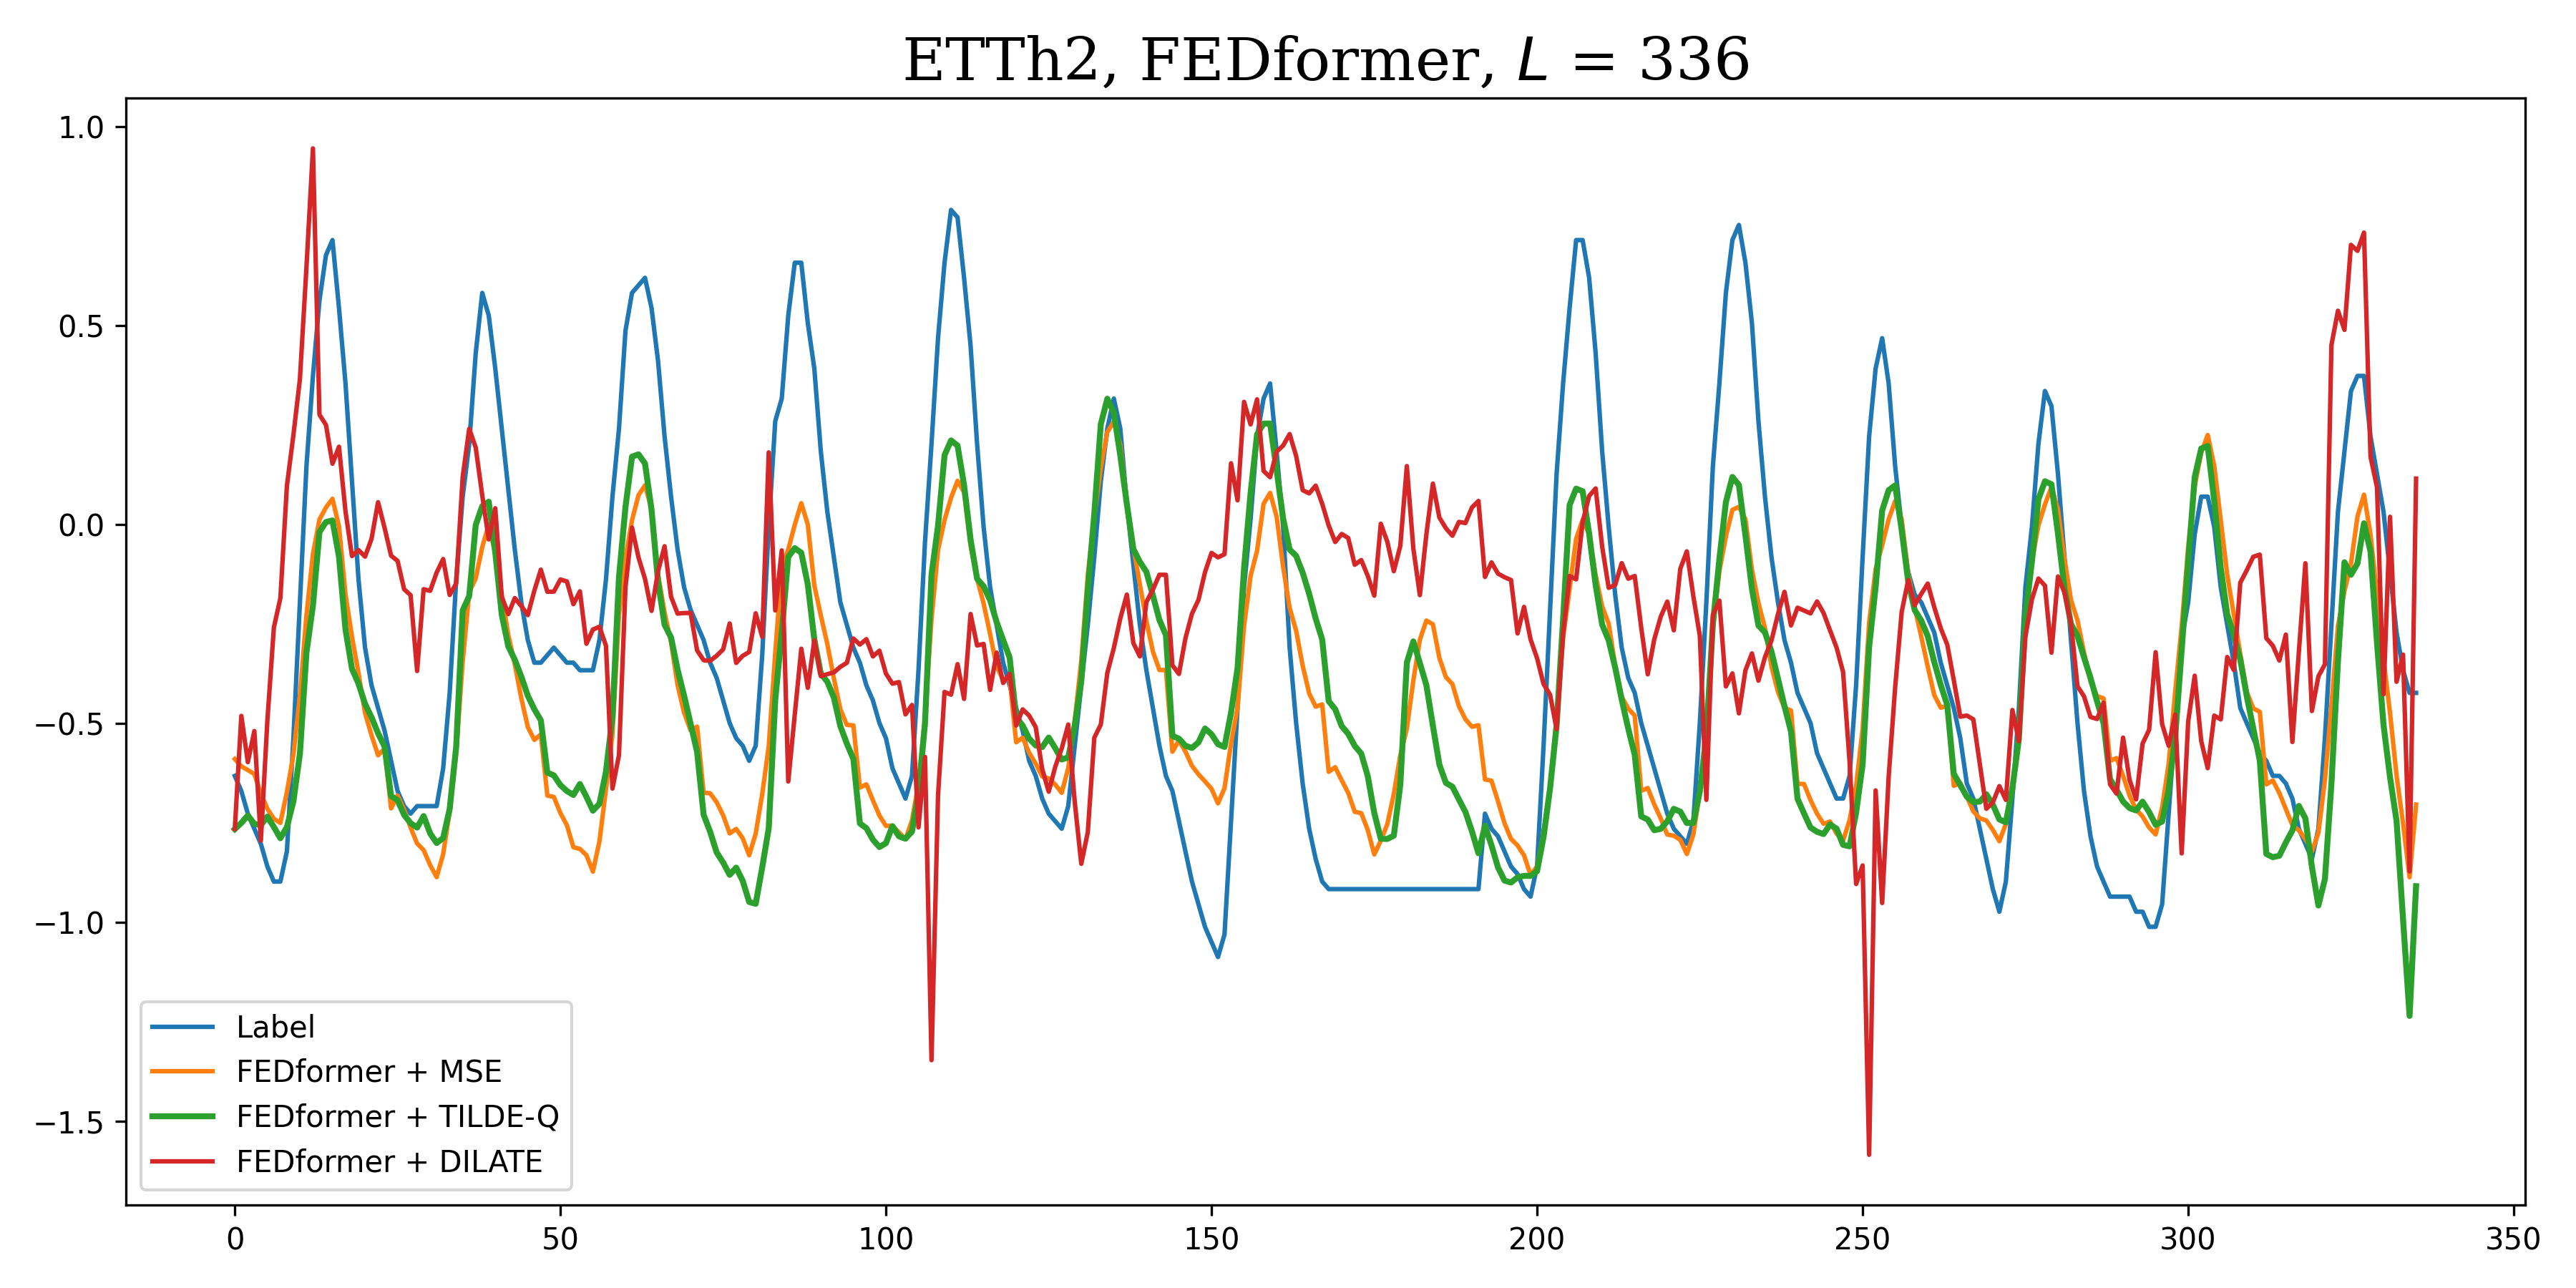 ETTh2, FEDformer, L = 336
1.0
0.5
0.0
−0.5
−1.0
−1.5
Label
FEDformer + MSE
FEDformer + TILDE-Q
FEDformer + DILATE
0 50 100 150 200 250 300 350